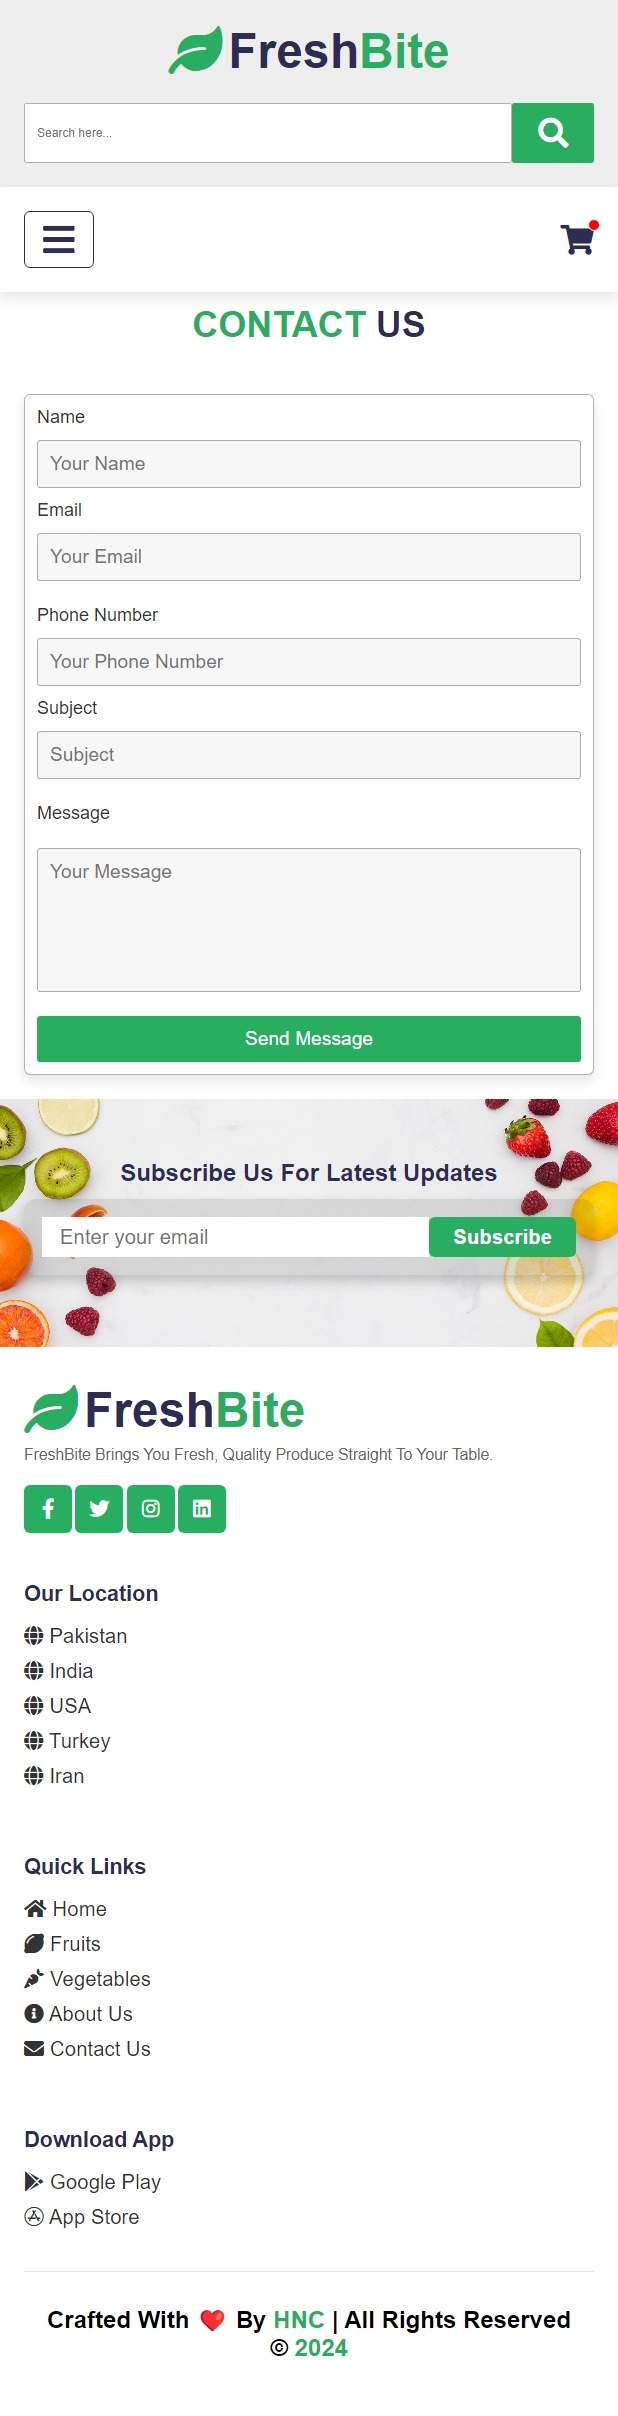 FreshBite
Search here...
CONTACT US
Name
Your Name
Email
Your Email
Phone Number
Your Phone Number
Subject
Subject
Message
Your Message
Send Message
Subscribe Us For Latest Updates
Enter your email
Subscribe
FreshBite
FreshBite Brings You Fresh, Quality Produce Straight To Your Table.
Our Location
Pakistan
India
USA
Turkey
Iran
Quick Links
Home
Fruits
Vegetables
About Us
Contact Us
Download App
Google Play
App Store
Crafted With ❤️ By HNC | All Rights Reserved
© 2024